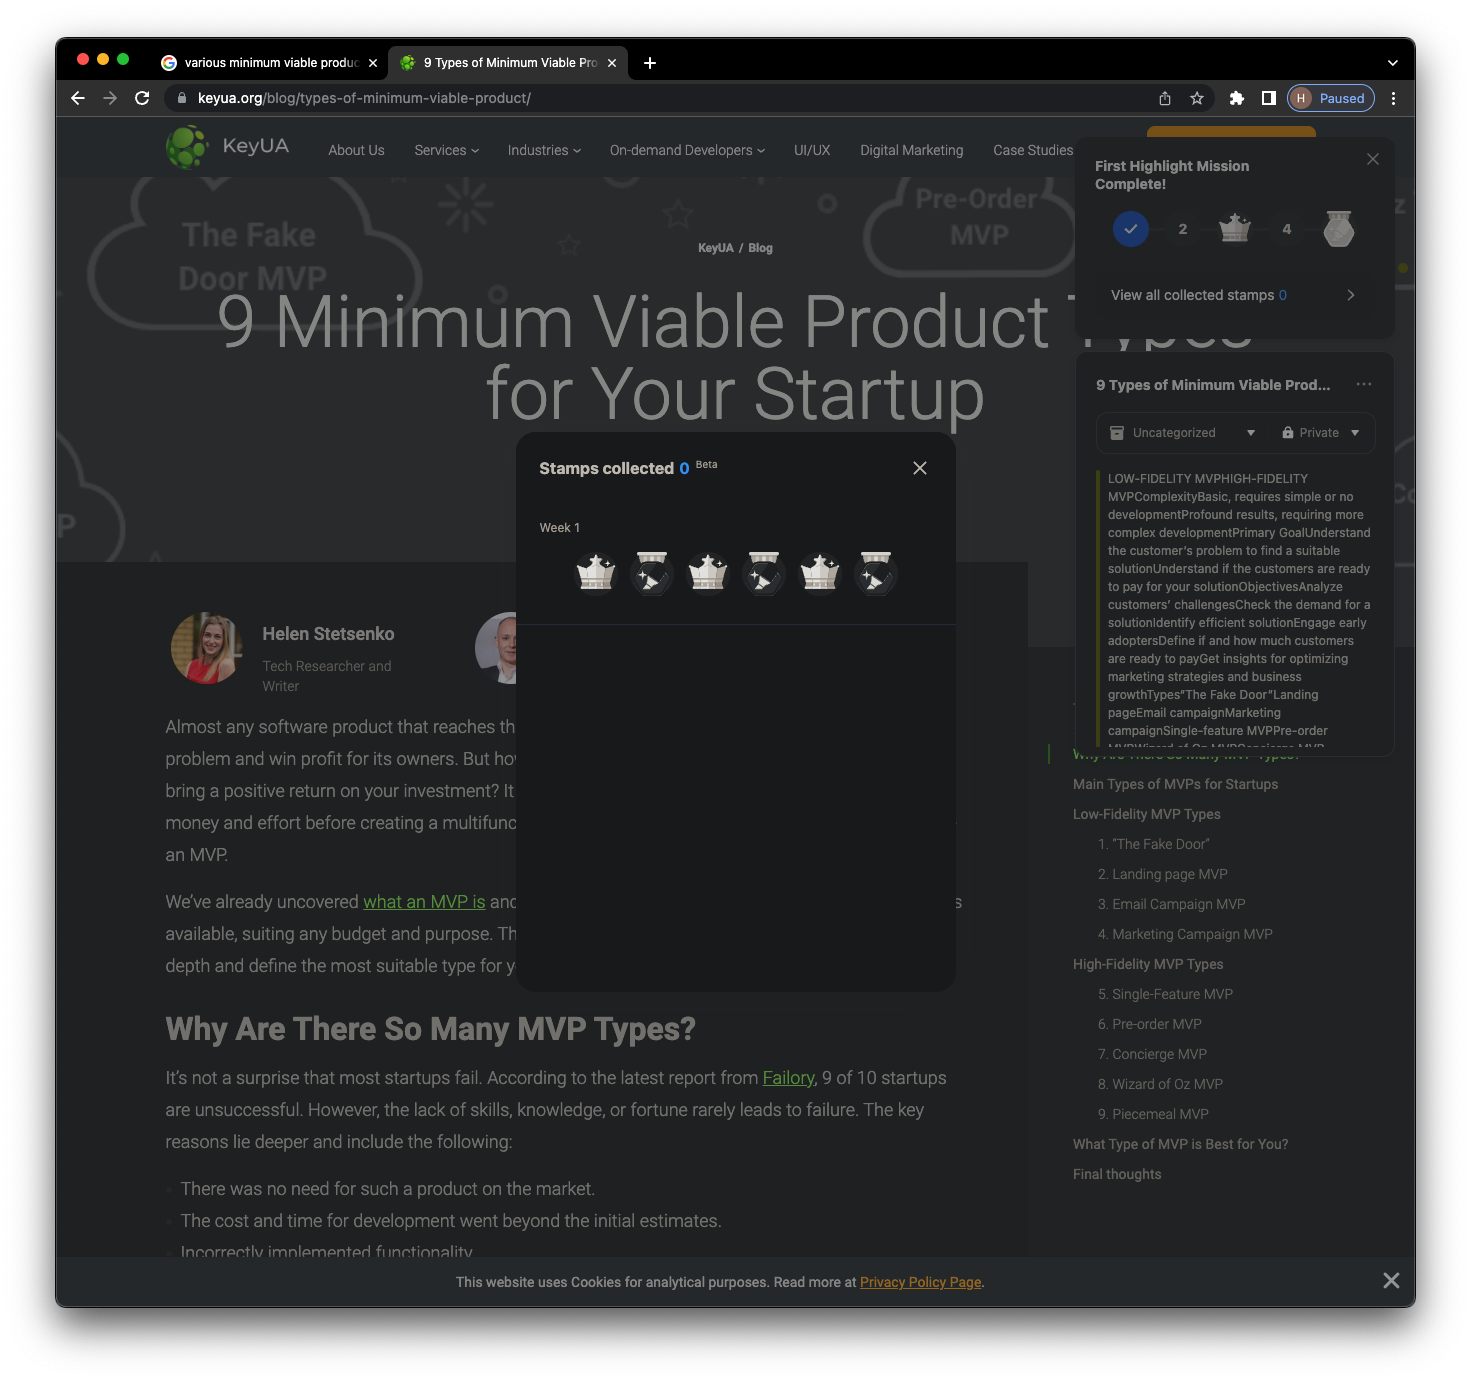 various minimum viable produc
9 Types of Minimum Viable Pro
keyua.org/blog/types-of-minimum-viable-product/
H
Paused
KeyUA
About Us
Services
Industries
On-demand Developers
UI/UX
Digital Marketing
Case Studies
The Fake
Door MVP
Pre-Order
MVP
KeyUA / Blog
9 Minimum Viable Product Types
for Your Startup
First Highlight Mission
Complete!
2
4
View all collected stamps 0
9 Types of Minimum Viable Prod...
Uncategorized
Private
LOW-FIDELITY MVPHIGH-FIDELITY
MVPComplexityBasic, requires simple or no
developmentProfound results, requiring more
complex developmentPrimary GoalUnderstand
the customer's problem to find a suitable
solutionUnderstand if the customers are ready
to pay for your solutionObjectivesAnalyze
customers' challengesCheck the demand for a
solutionIdentify efficient solutionEngage early
adoptersDefine if and how much customers
are ready to payGet insights for optimizing
marketing strategies and business
growthTypes"The Fake Door"Landing
pageEmail campaignMarketing
campaignSingle-feature MVPPre-order
MVPWizard of Oz MVPConcierge MVP
Stamps collected 0 Beta
Week 1
Helen Stetsenko
Tech Researcher and
Writer
Almost any software product that reaches th
problem and win profit for its owners. But ho
bring a positive return on your investment? It
money and effort before creating a multifunc
an MVP.
We've already uncovered what an MVP is and
s
available, suiting any budget and purpose. Th
depth and define the most suitable type for y
Why Are There So Many MVP Types?
It's not a surprise that most startups fail. According to the latest report from Failory, 9 of 10 startups
are unsuccessful. However, the lack of skills, knowledge, or fortune rarely leads to failure. The key
reasons lie deeper and include the following:
There was no need for such a product on the market.
The cost and time for development went beyond the initial estimates.
Incorrectly implemented functionality
Why Are There So Many MVP Types?
Main Types of MVPs for Startups
Low-Fidelity MVP Types
1. "The Fake Door"
2. Landing page MVP
3. Email Campaign MVP
4. Marketing Campaign MVP
High-Fidelity MVP Types
5. Single-Feature MVP
6. Pre-order MVP
7. Concierge MVP
8. Wizard of Oz MVP
9. Piecemeal MVP
What Type of MVP is Best for You?
Final thoughts
This website uses Cookies for analytical purposes. Read more at Privacy Policy Page.